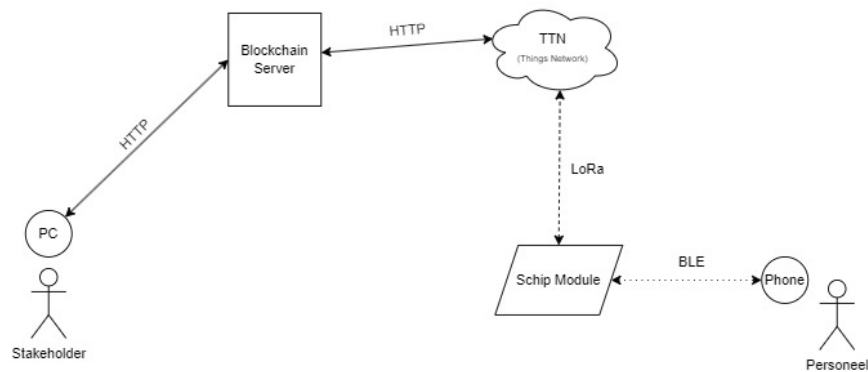 HTTP
TTN
(Things Network)
Blockchain
Server
HTTP
LoRa
PC
Schip Module
BLE
Phone
Stakeholder
Personeel